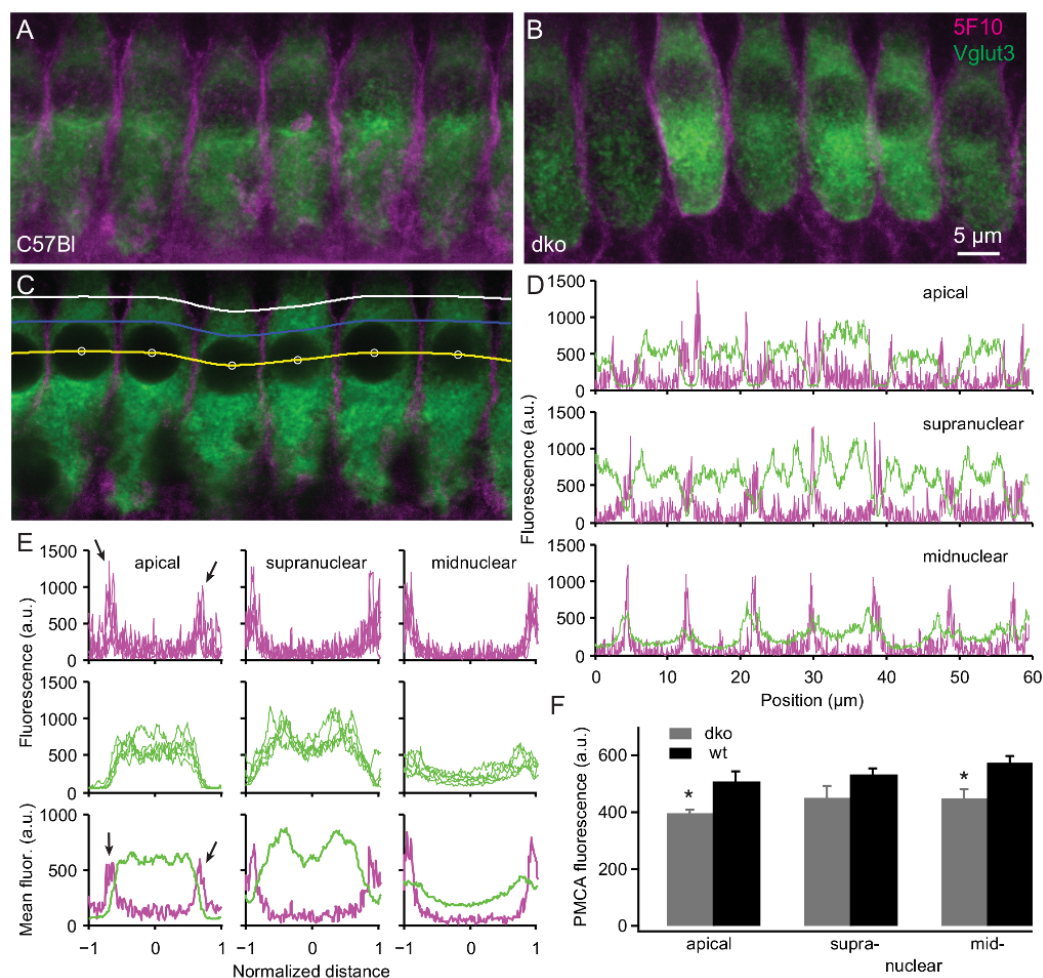 A
B
5F10
Vglut3
C57Bl
dko
5 µm
C
D
1500
1000
500
0
apical
1500
1000
500
0
supranuclear
1500
1000
500
0
midnuclear
Fluorescence (a.u.)
0 10 20 30 40 50 60
Position (µm)
E
1500
1000
500
0
apical
supranuclear
midnuclear
Fluorescence (a.u.)
1500
1000
500
0
Mean fluor. (a.u.)
1000
500
0
−1 0 1
−1 0 1
−1 0 1
Normalized distance
F
PMCA fluorescence (a.u.)
600
400
200
0
dko
wt
*
*
apical supra- mid-
nuclear